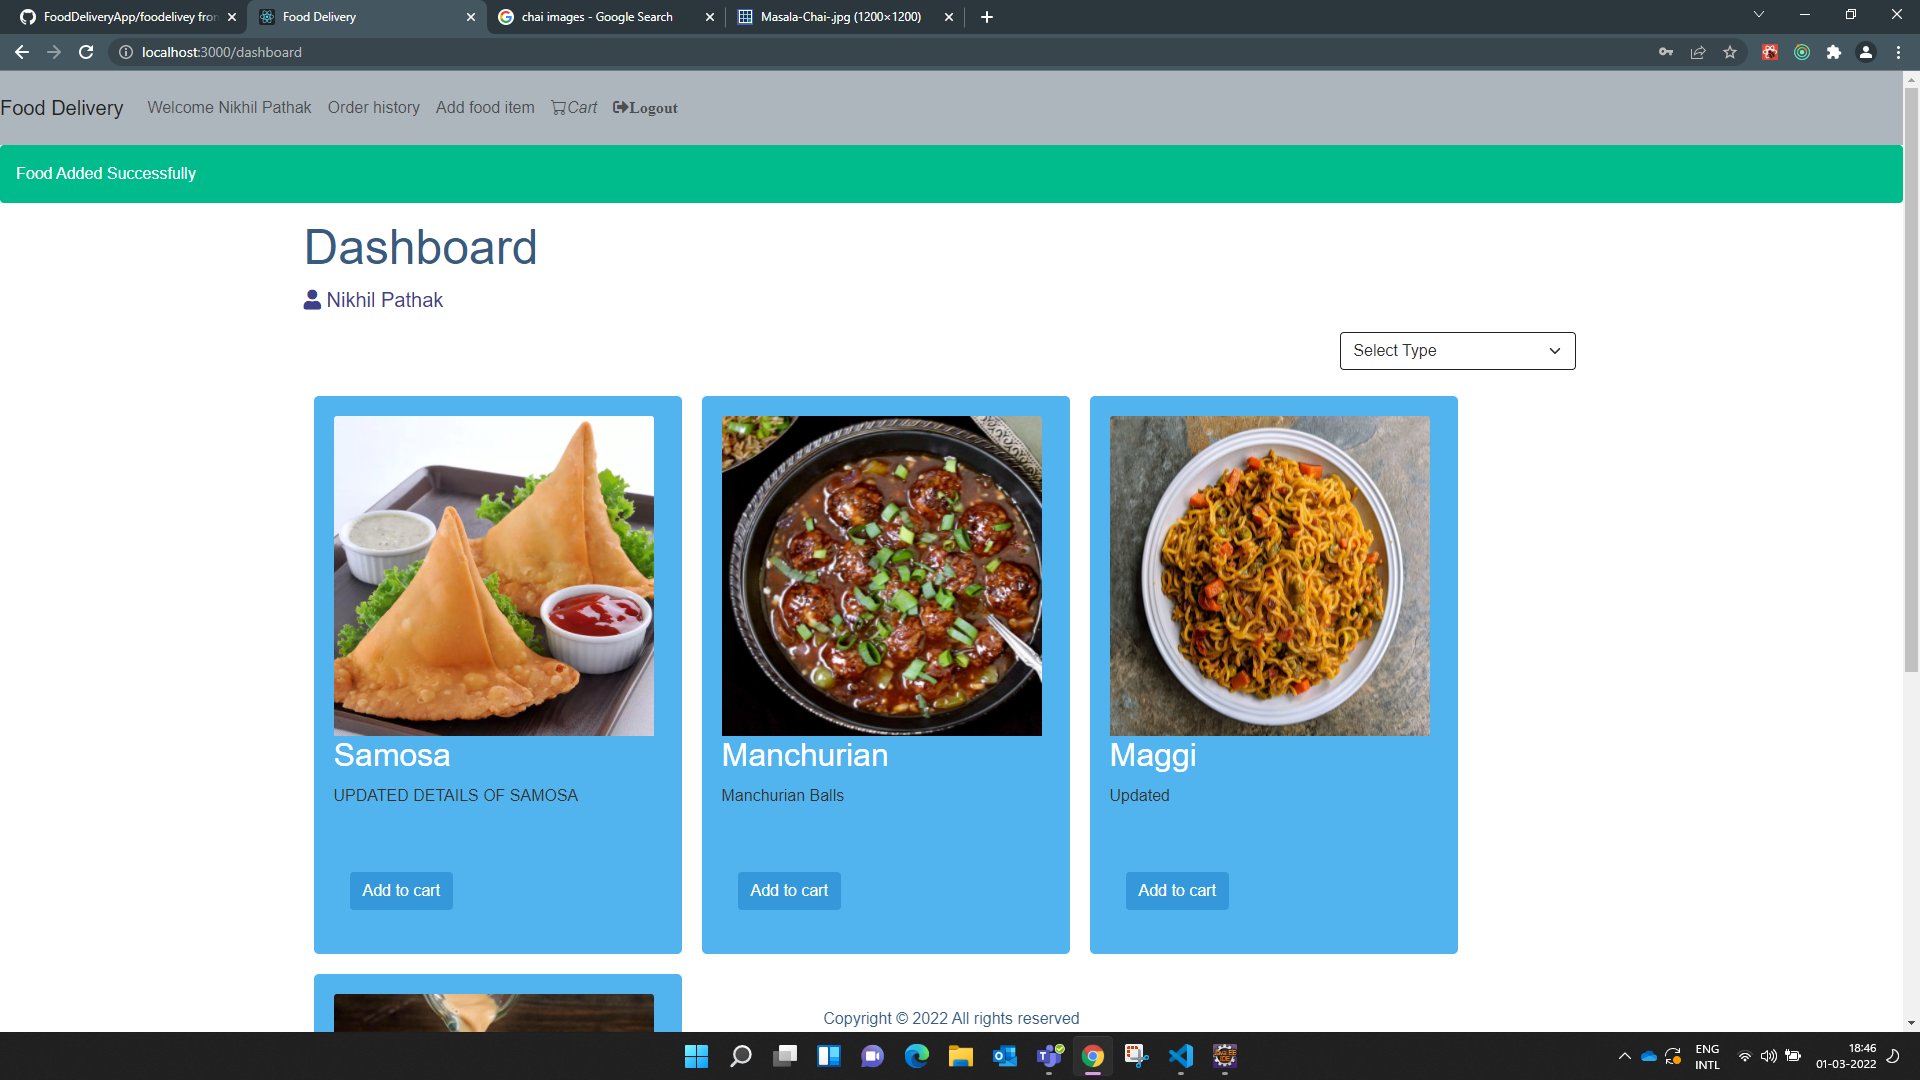 FoodDeliveryApp/foodelivey fron
Food Delivery
chai images - Google Search
Masala-Chai-.jpg (1200×1200)
localhost:3000/dashboard
Food Delivery
Welcome Nikhil Pathak
Order history
Add food item
Cart
Logout
Food Added Successfully
Dashboard
Nikhil Pathak
Select Type
Samosa
UPDATED DETAILS OF SAMOSA
Add to cart
Manchurian
Manchurian Balls
Add to cart
Maggi
Updated
Add to cart
Copyright © 2022 All rights reserved
ENG
INTL
18:46
01-03-2022